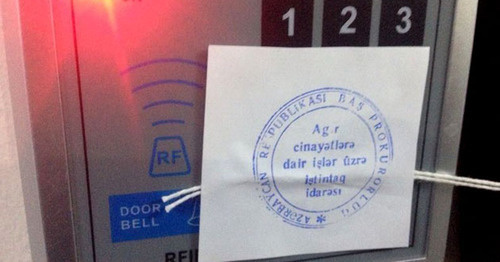 1 2 3
RF
DOOR
BELL
AZƏRBAYCAN RESPUBLİKASI BAŞ PROKURORLUĞU
Ağır
cinayətlərə
dair işlər üzrə
istintaq
idarəsi